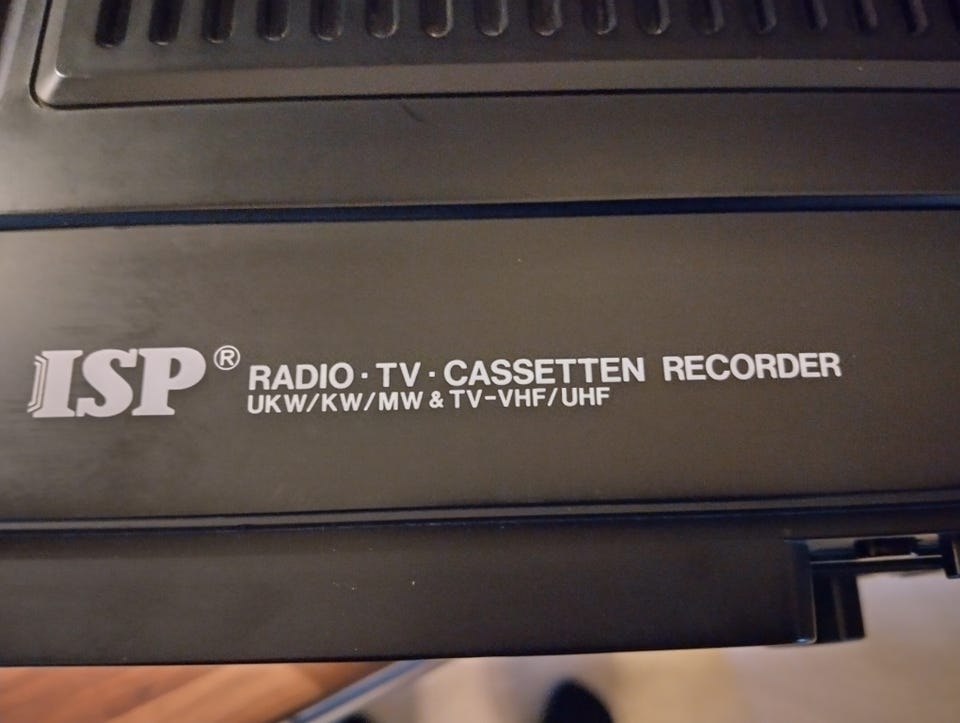 ISP® RADIO · TV · CASSETTEN RECORDER
UKW/KW/MW & TV-VHF/UHF